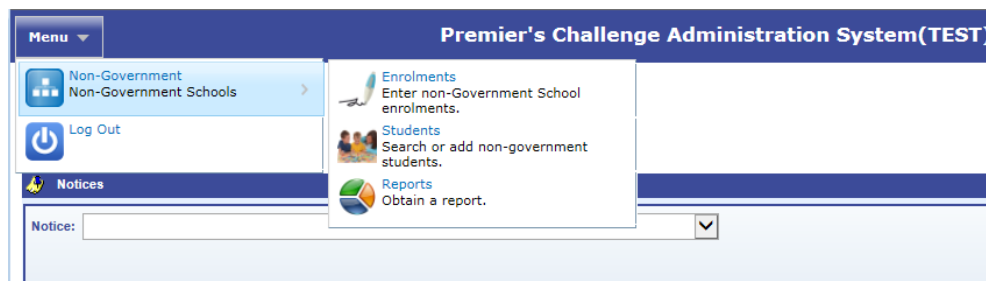 Menu
Premier's Challenge Administration System(TEST)
Non-Government
Non-Government Schools
Log Out
Enrolments
Enter non-Government School
enrolments.
Students
Search or add non-government
students.
Reports
Obtain a report.
Notices
Notice: